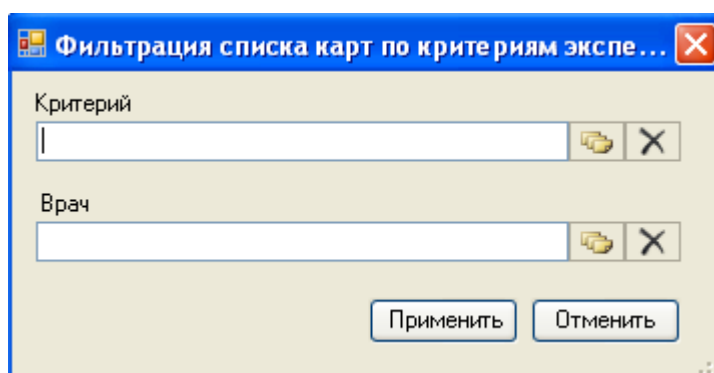 Фильтрация списка карт по критериям экспе...
Критерий
Врач
Применить Отменить